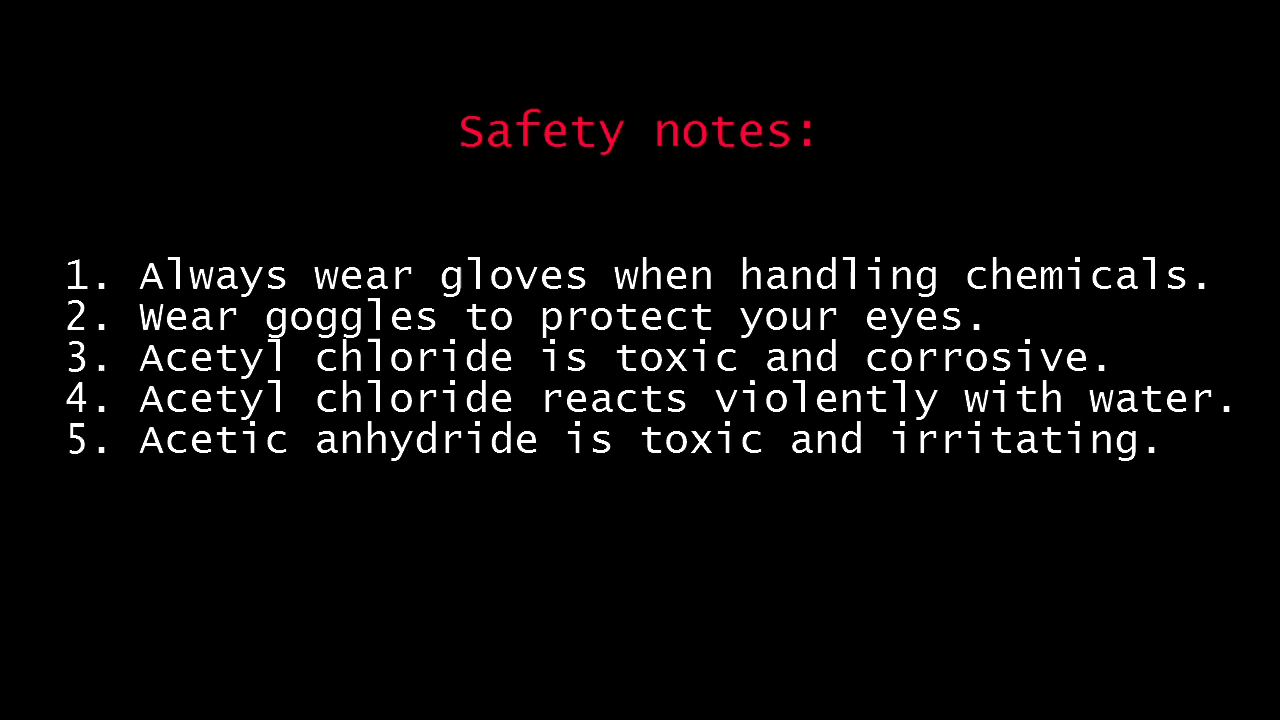 Safety notes:
1. Always wear gloves when handling chemicals.
2. Wear goggles to protect your eyes.
3. Acetyl chloride is toxic and corrosive.
4. Acetyl chloride reacts violently with water.
5. Acetic anhydride is toxic and irritating.